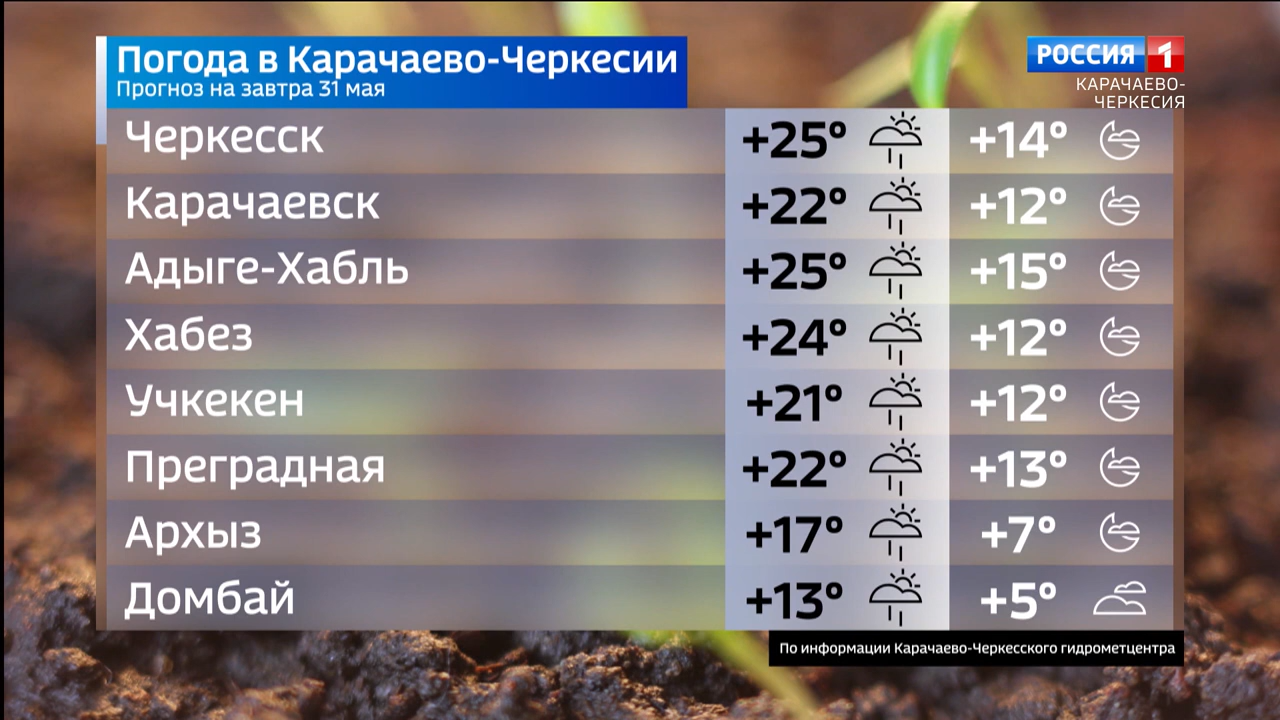 Погода в Карачаево-Черкесии
Прогноз на завтра 31 мая
РОССИЯ 1
КАРАЧАЕВО-
ЧЕРКЕСИЯ
Черкесск +25° +14°
Карачаевск +22° +12°
Адыге-Хабль +25° +15°
Хабез +24° +12°
Учкекен +21° +12°
Преградная +22° +13°
Архыз +17° +7°
Домбай +13° +5°
По информации Карачаево-Черкесского гидрометцентра